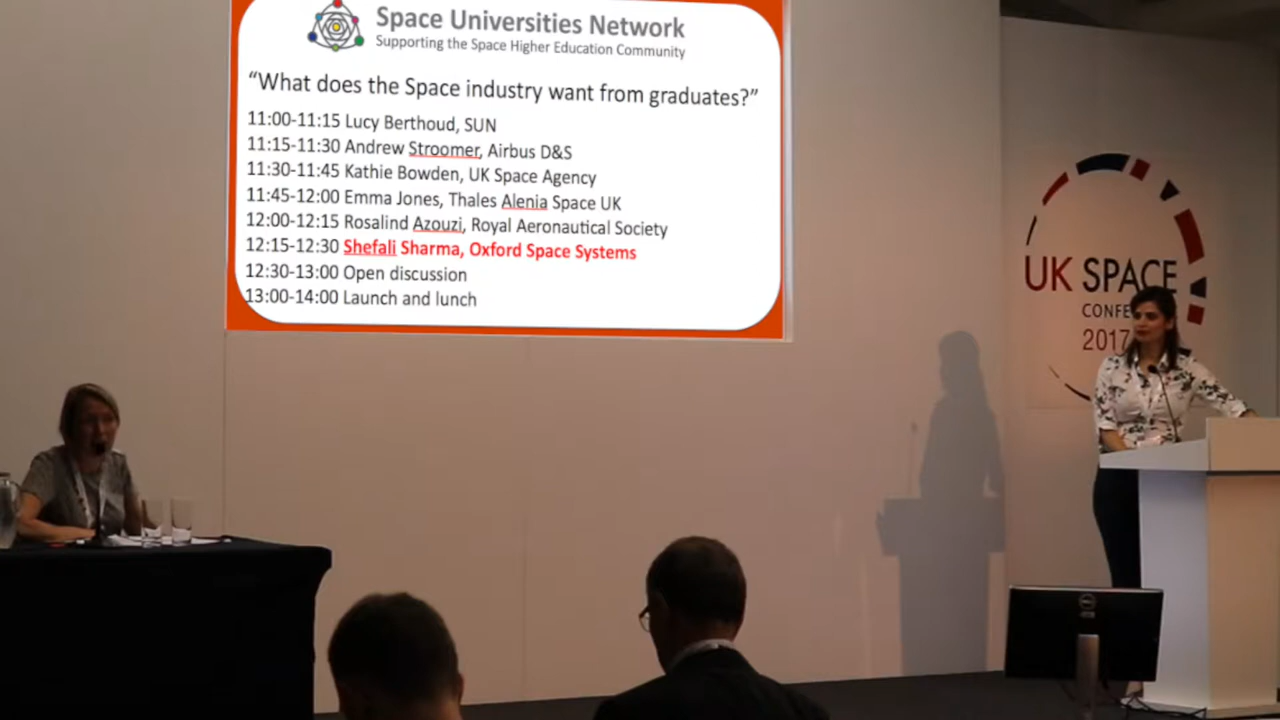 Space Universities Network
Supporting the Space Higher Education Community
“What does the Space industry want from graduates?”
11:00-11:15 Lucy Berthoud, SUN
11:15-11:30 Andrew Stroomer, Airbus D&S
11:30-11:45 Kathie Bowden, UK Space Agency
11:45-12:00 Emma Jones, Thales Alenia Space UK
12:00-12:15 Rosalind Azouzi, Royal Aeronautical Society
12:15-12:30 Shefali Sharma, Oxford Space Systems
12:30-13:00 Open discussion
13:00-14:00 Launch and lunch
UK SPACE
CONFE
2017
DELL